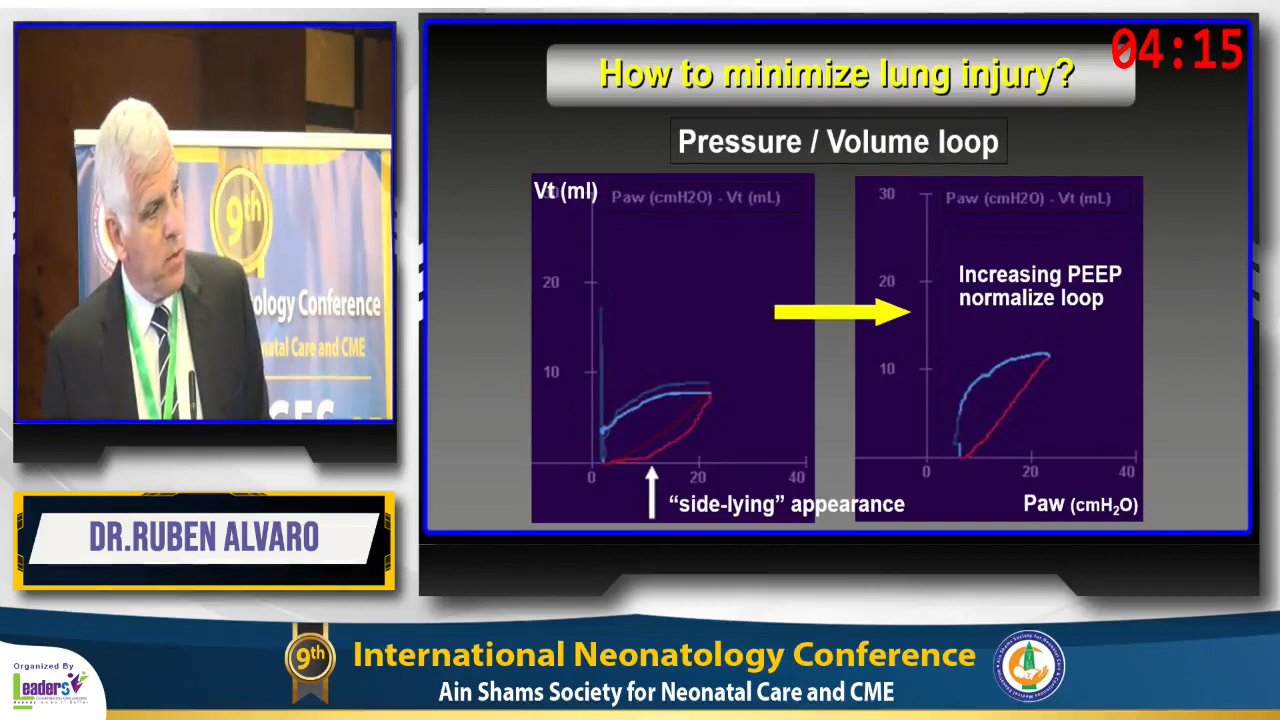 How to minimize lung injury?
04:15
Pressure / Volume loop
Vt (ml)
Paw (cmH2O) - Vt (mL)
20
10
0
20
40
"side-lying" appearance
30
Paw (cmH2O) - Vt (mL)
20
Increasing PEEP
normalize loop
10
0
20
40
Paw (cmH₂O)
9th
tology Conference
natal Care and CME
DR.RUBEN ALVARO
Organized By
Leaders
9th
International Neonatology Conference
Ain Shams Society for Neonatal Care and CME